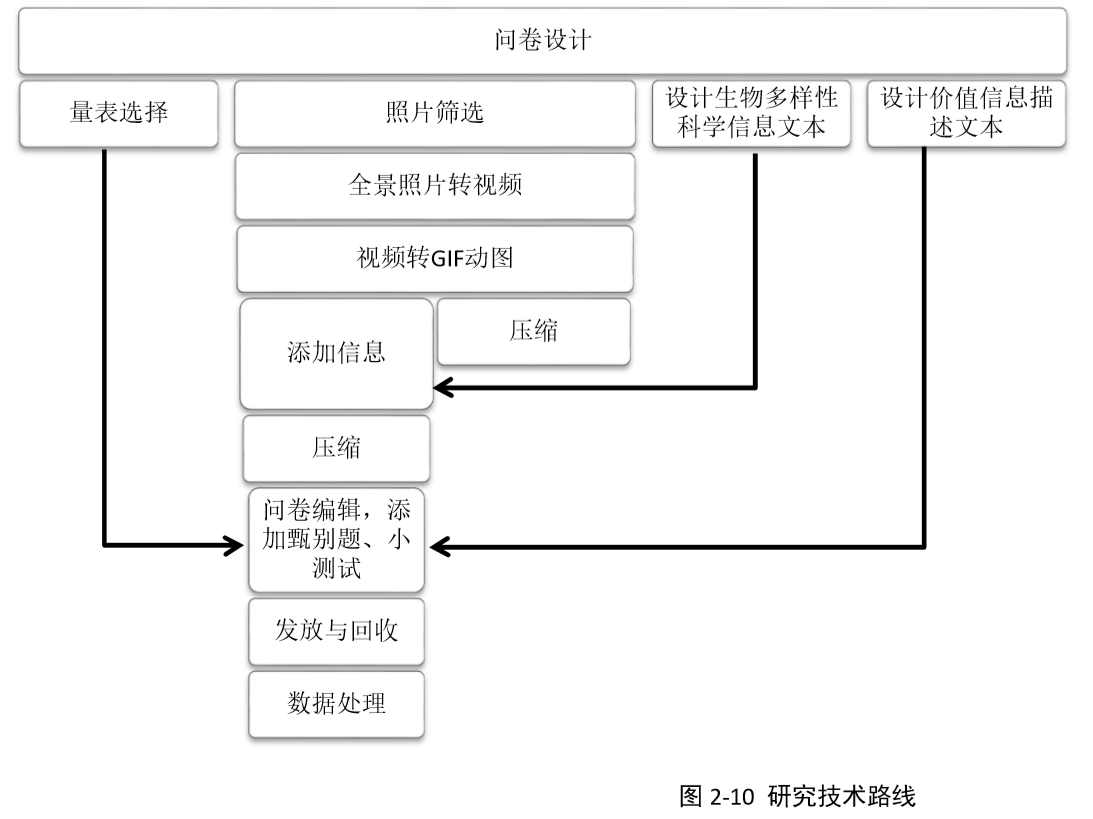 问卷设计
量表选择
照片筛选
设计生物多样性
科学信息文本
设计价值信息描
述文本
全景照片转视频
视频转GIF动图
添加信息
压缩
压缩
问卷编辑，添
加甄别题、小
测试
发放与回收
数据处理
图 2-10 研究技术路线